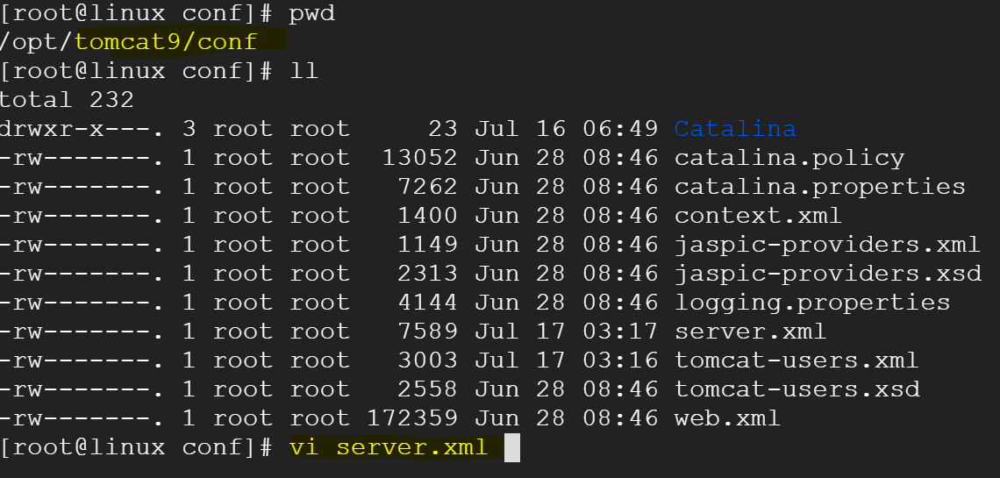 [root@linux conf]# pwd
/opt/tomcat9/conf
[root@linux conf]# ll
total 232
drwxr-x---. 3 root root     23 Jul 16 06:49 Catalina
-rw-------. 1 root root  13052 Jun 28 08:46 catalina.policy
-rw-------. 1 root root   7262 Jun 28 08:46 catalina.properties
-rw-------. 1 root root   1400 Jun 28 08:46 context.xml
-rw-------. 1 root root   1149 Jun 28 08:46 jaspic-providers.xml
-rw-------. 1 root root   2313 Jun 28 08:46 jaspic-providers.xsd
-rw-------. 1 root root   4144 Jun 28 08:46 logging.properties
-rw-------. 1 root root   7589 Jul 17 03:17 server.xml
-rw-------. 1 root root   3003 Jul 17 03:16 tomcat-users.xml
-rw-------. 1 root root   2558 Jun 28 08:46 tomcat-users.xsd
-rw-------. 1 root root 172359 Jun 28 08:46 web.xml
[root@linux conf]# vi server.xml